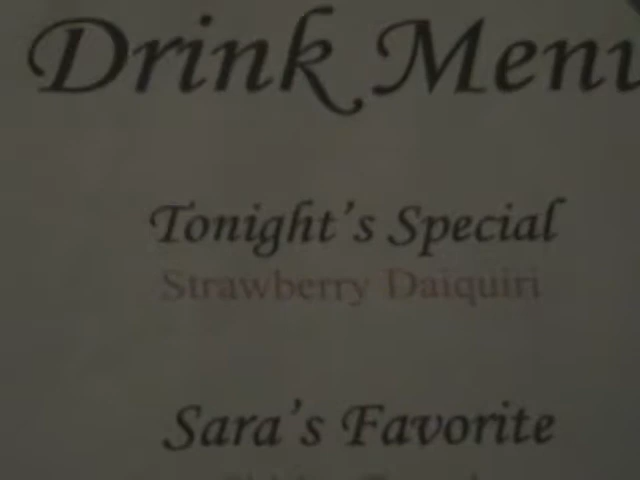 Drink Menu
Tonight's Special
Strawberry Daiquiri
Sara's Favorite